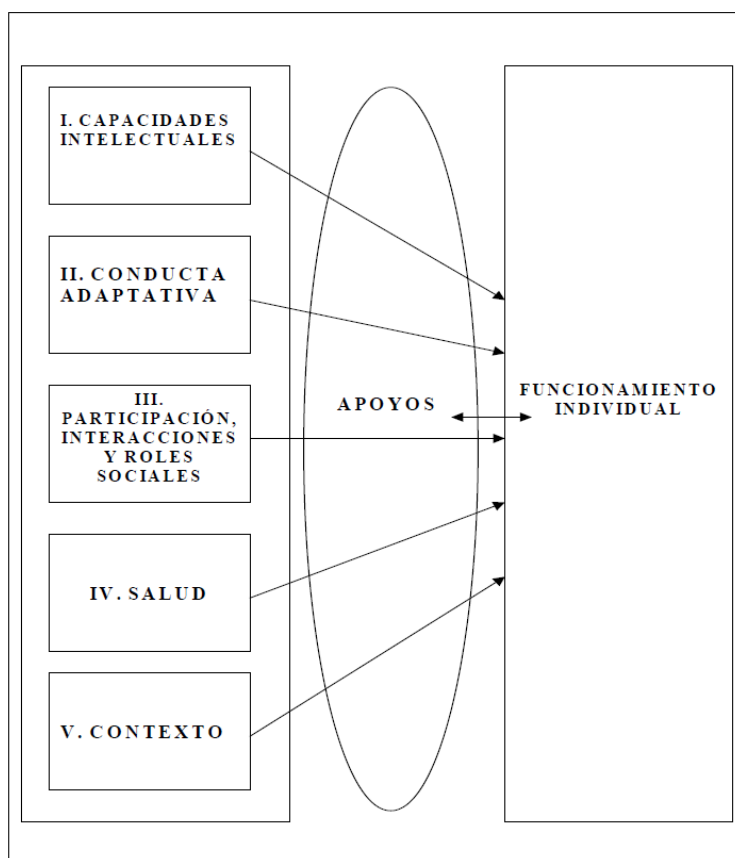 I. CAPACIDADES
INTELECTUALES
II. CONDUCTA
ADAPTATIVA
III.
PARTICIPACIÓN,
INTERACCIONES
Y ROLES
SOCIALES
IV. SALUD
V. CONTEXTO
APOYOS
FUNCIONAMIENTO
INDIVIDUAL